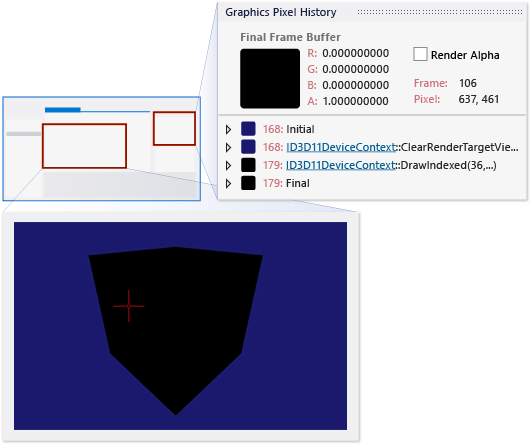 Graphics Pixel History
Final Frame Buffer
R: 0.000000000
G: 0.000000000
B: 0.000000000
A: 1.000000000
Render Alpha
Frame: 106
Pixel: 637, 461
168: Initial
168: ID3D11DeviceContext::ClearRenderTargetVie...
179: ID3D11DeviceContext::DrawIndexed(36,...)
179: Final